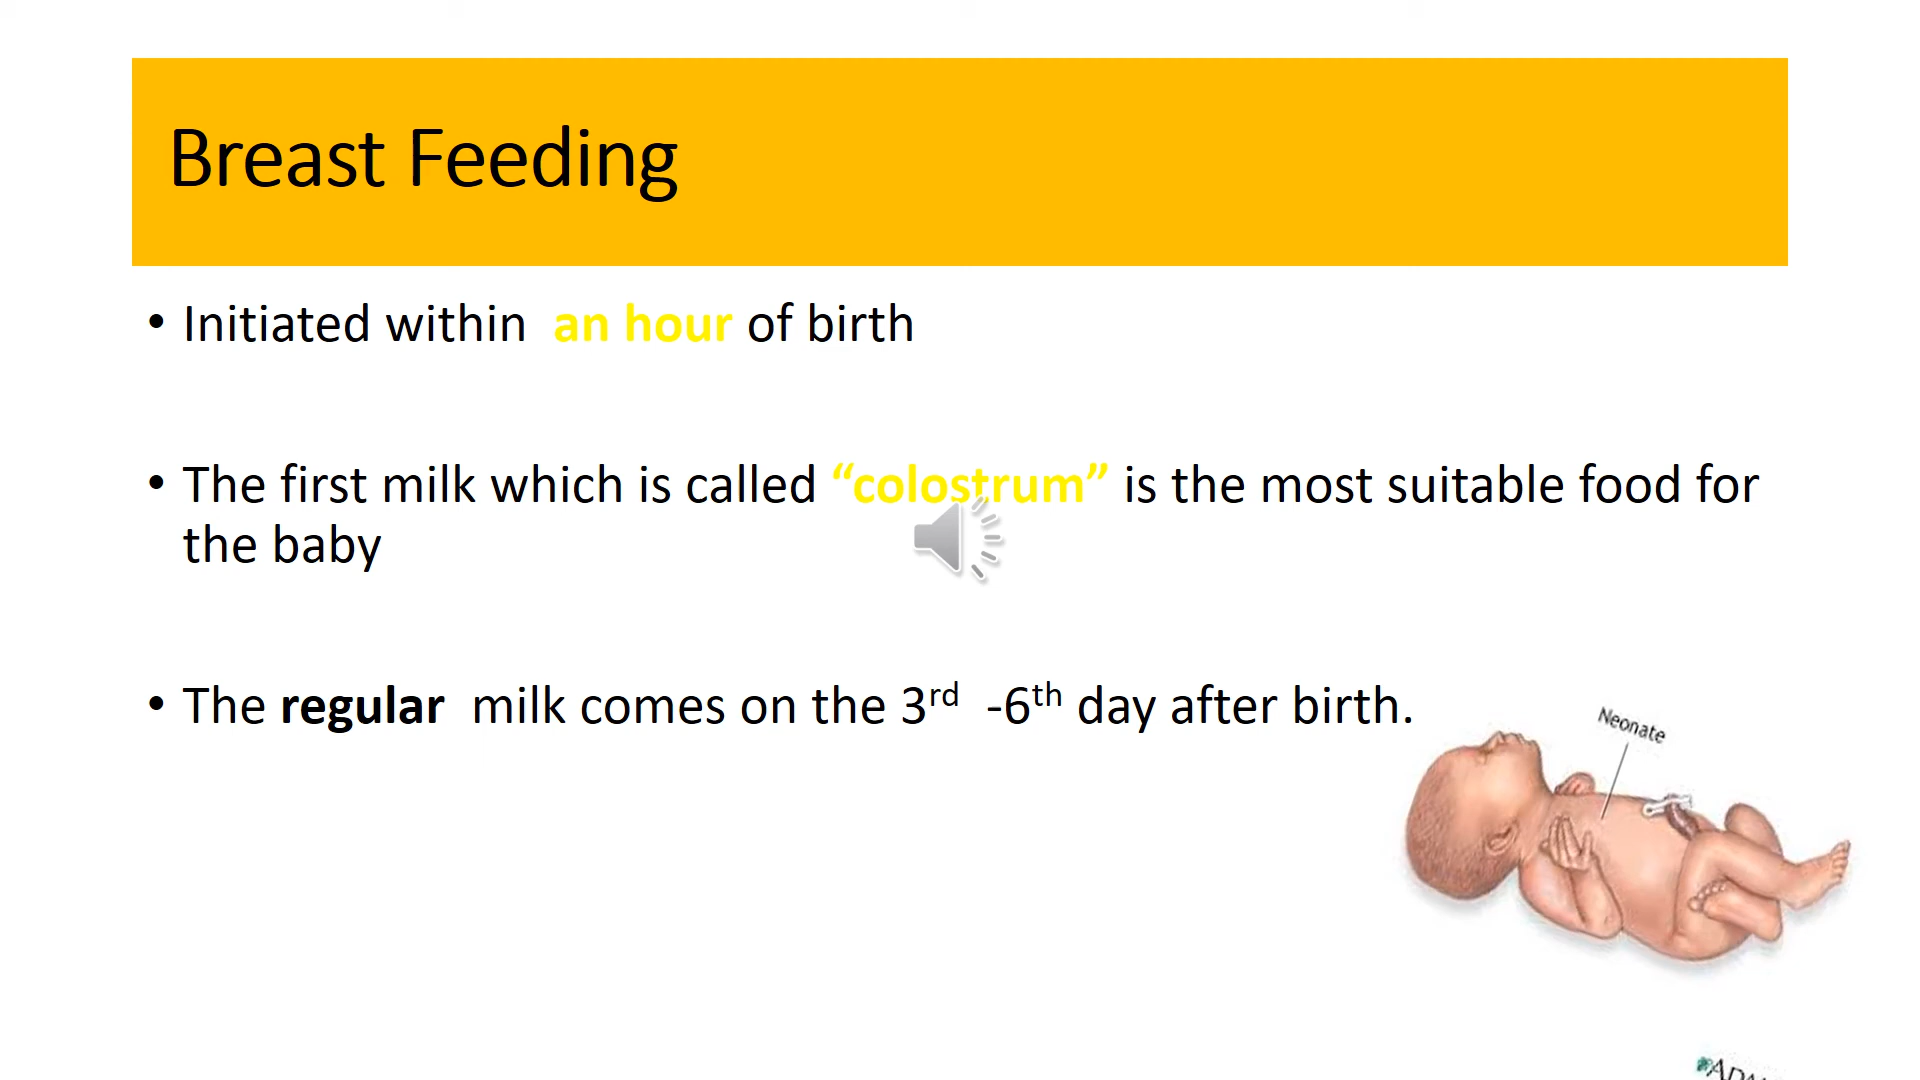 Breast Feeding
• Initiated within an hour of birth
• The first milk which is called “colostrum” is the most suitable food for
the baby
• The regular milk comes on the 3rd -6th day after birth.
Neonate